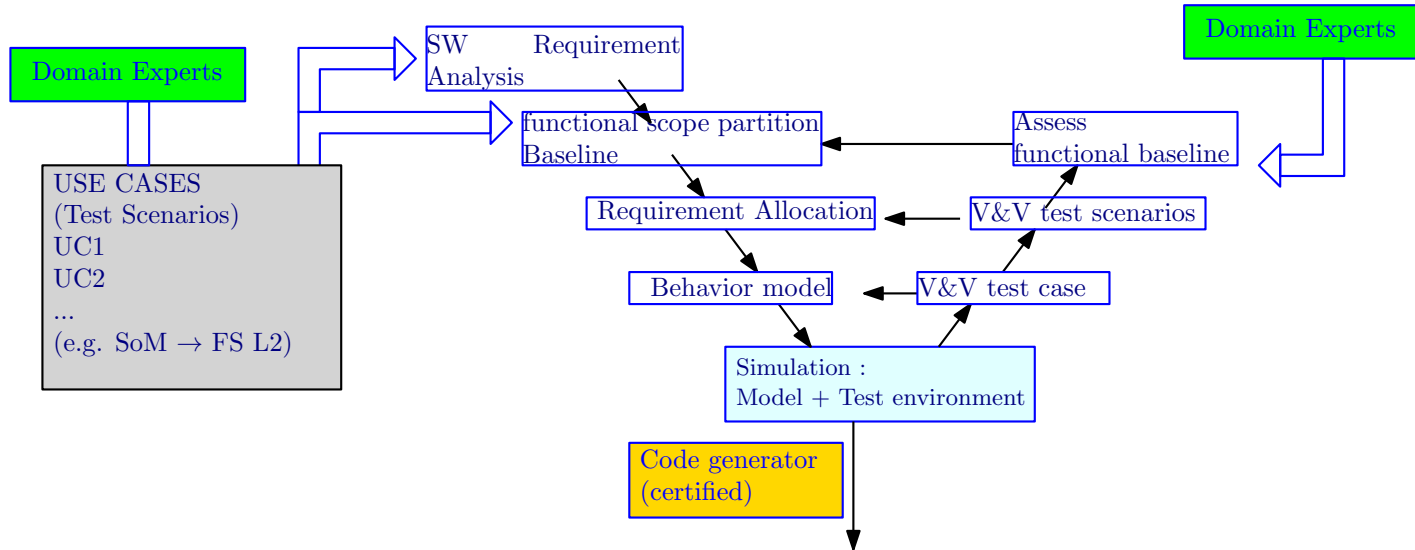 Domain Experts
SW Requirement
Analysis
Domain Experts
functional scope partition
Baseline
Assess
functional baseline
USE CASES
(Test Scenarios)
UC1
UC2
...
(e.g. SoM → FS L2)
Requirement Allocation
V&V test scenarios
Behavior model
V&V test case
Simulation :
Model + Test environment
Code generator
(certified)